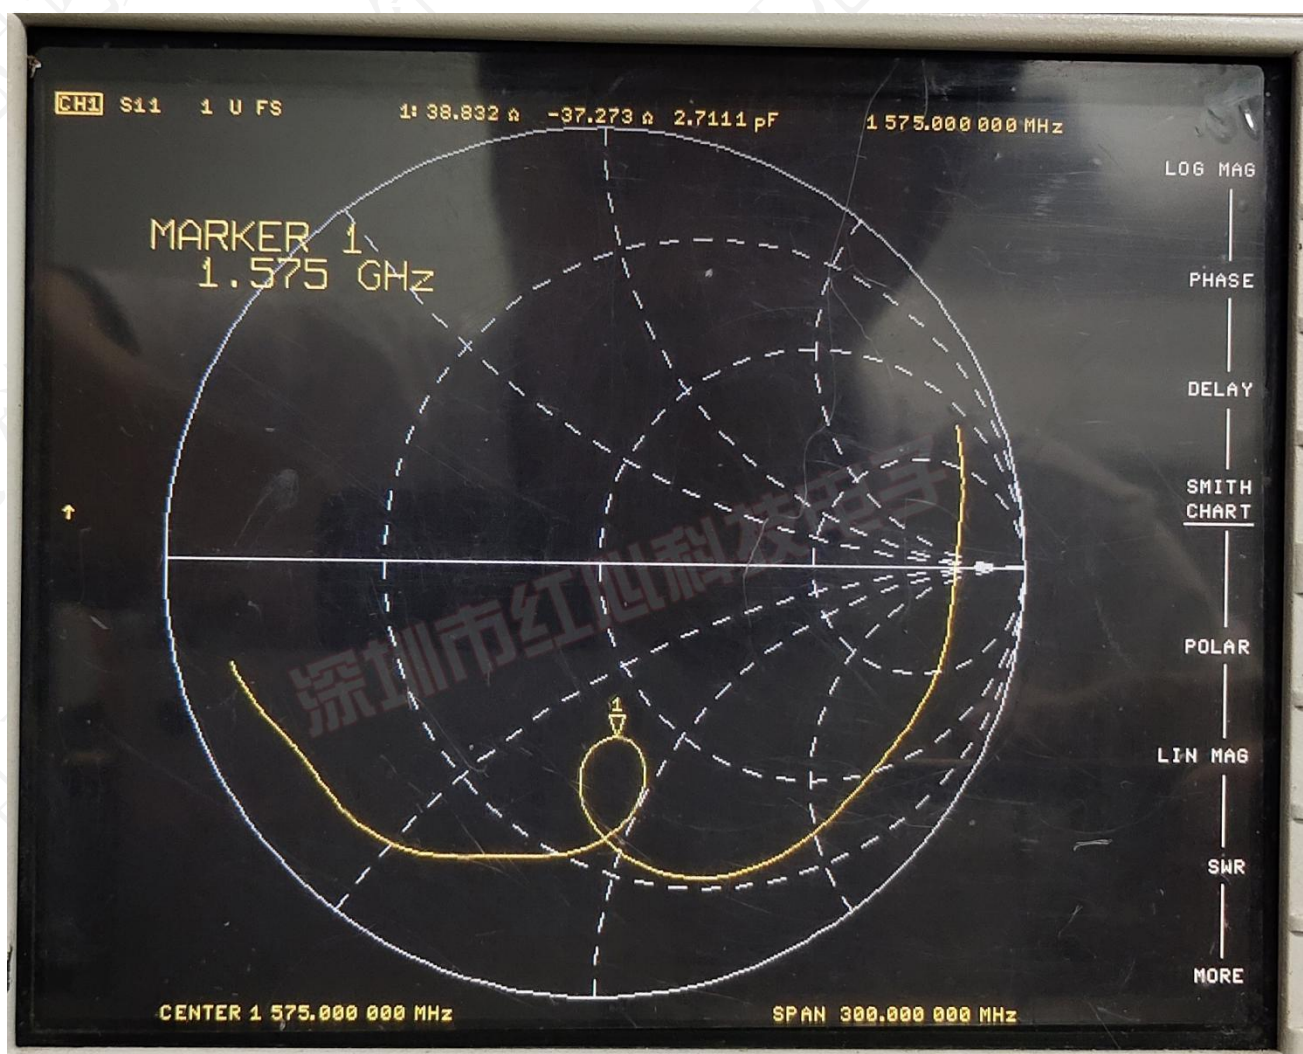 CH1 S11 1 U FS 1: 38.832 Ω -37.273 Ω 2.7111 pF 1 575.000 000 MHz
MARKER 1
1.575 GHz
LOG MAG
PHASE
DELAY
SMITH
CHART
POLAR
LIN MAG
SWR
MORE
1
深圳市红心科技电子
CENTER 1 575.000 000 MHz SPAN 300.000 000 MHz